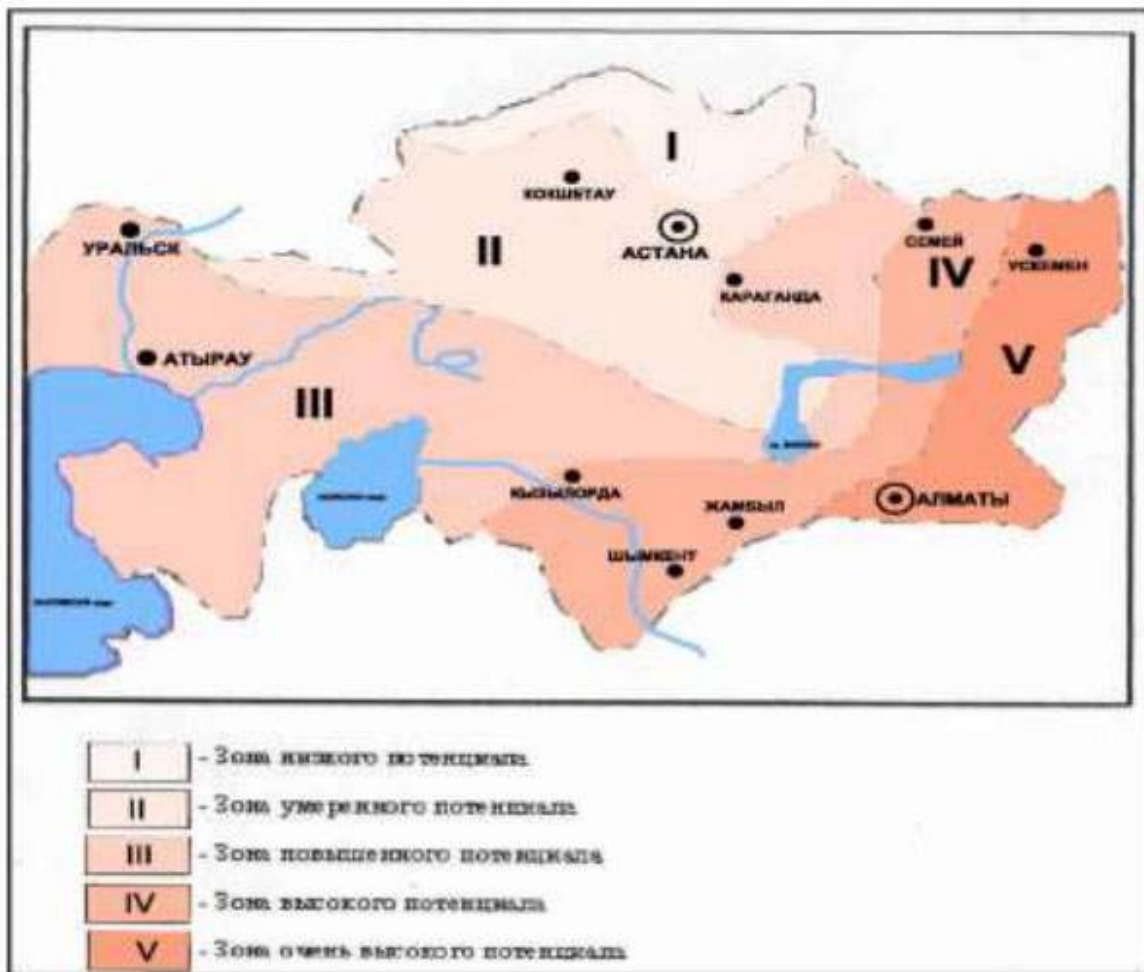 I
КОКШЕТАУ
УРАЛЬСК
II
АСТАНА
СЕМЕЙ
IV
УСКЕМЕН
КАРАГАНДА
АТЫРАУ
V
III
КЫЗЫЛОРДА
ЖАМБЫЛ
АЛМАТЫ
ШЫМКЕНТ
I - Зона низкого потенциала
II - Зона умеренного потенциала
III - Зона повышенного потенциала
IV - Зона высокого потенциала
V - Зона очень высокого потенциала